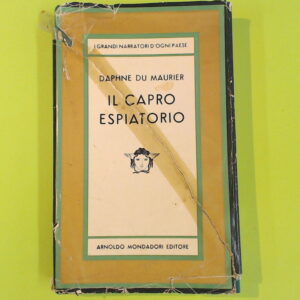 I GRANDI NARRATORI D'OGNI PAESE
DAPHNE DU MAURIER
IL CAPRO
ESPIATORIO
ARNOLDO MONDADORI EDITORE